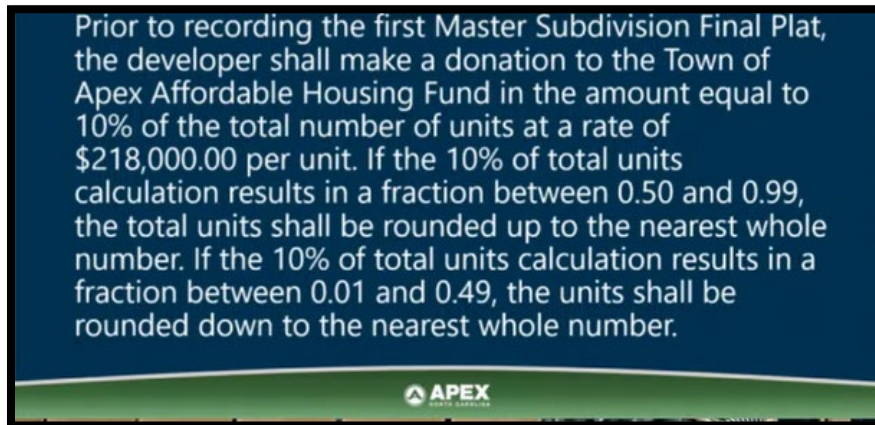 Prior to recording the first Master Subdivision Final Plat,
the developer shall make a donation to the Town of
Apex Affordable Housing Fund in the amount equal to
10% of the total number of units at a rate of
$218,000.00 per unit. If the 10% of total units
calculation results in a fraction between 0.50 and 0.99,
the total units shall be rounded up to the nearest whole
number. If the 10% of total units calculation results in a
fraction between 0.01 and 0.49, the units shall be
rounded down to the nearest whole number.
APEX
NORTH CAROLINA